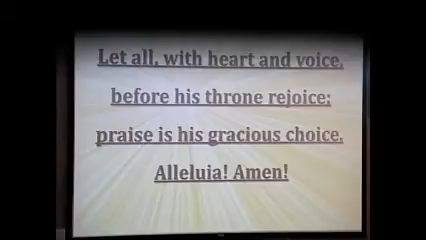 Let all, with heart and voice,
before his throne rejoice;
praise is his gracious choice.
Alleluia! Amen!